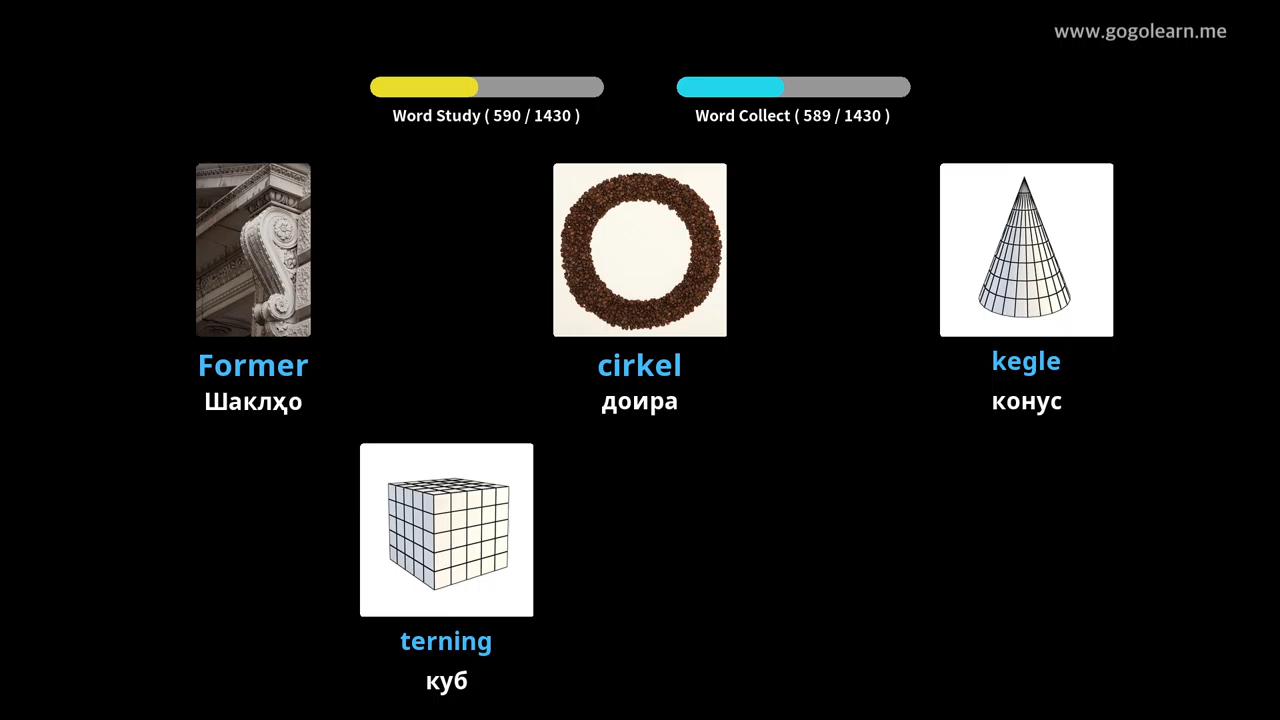 www.gogolearn.me
Word Study ( 590 / 1430 )
Word Collect ( 589 / 1430 )
Former
cirkel
kegle
Шаклҳо
доира
конус
terning
куб